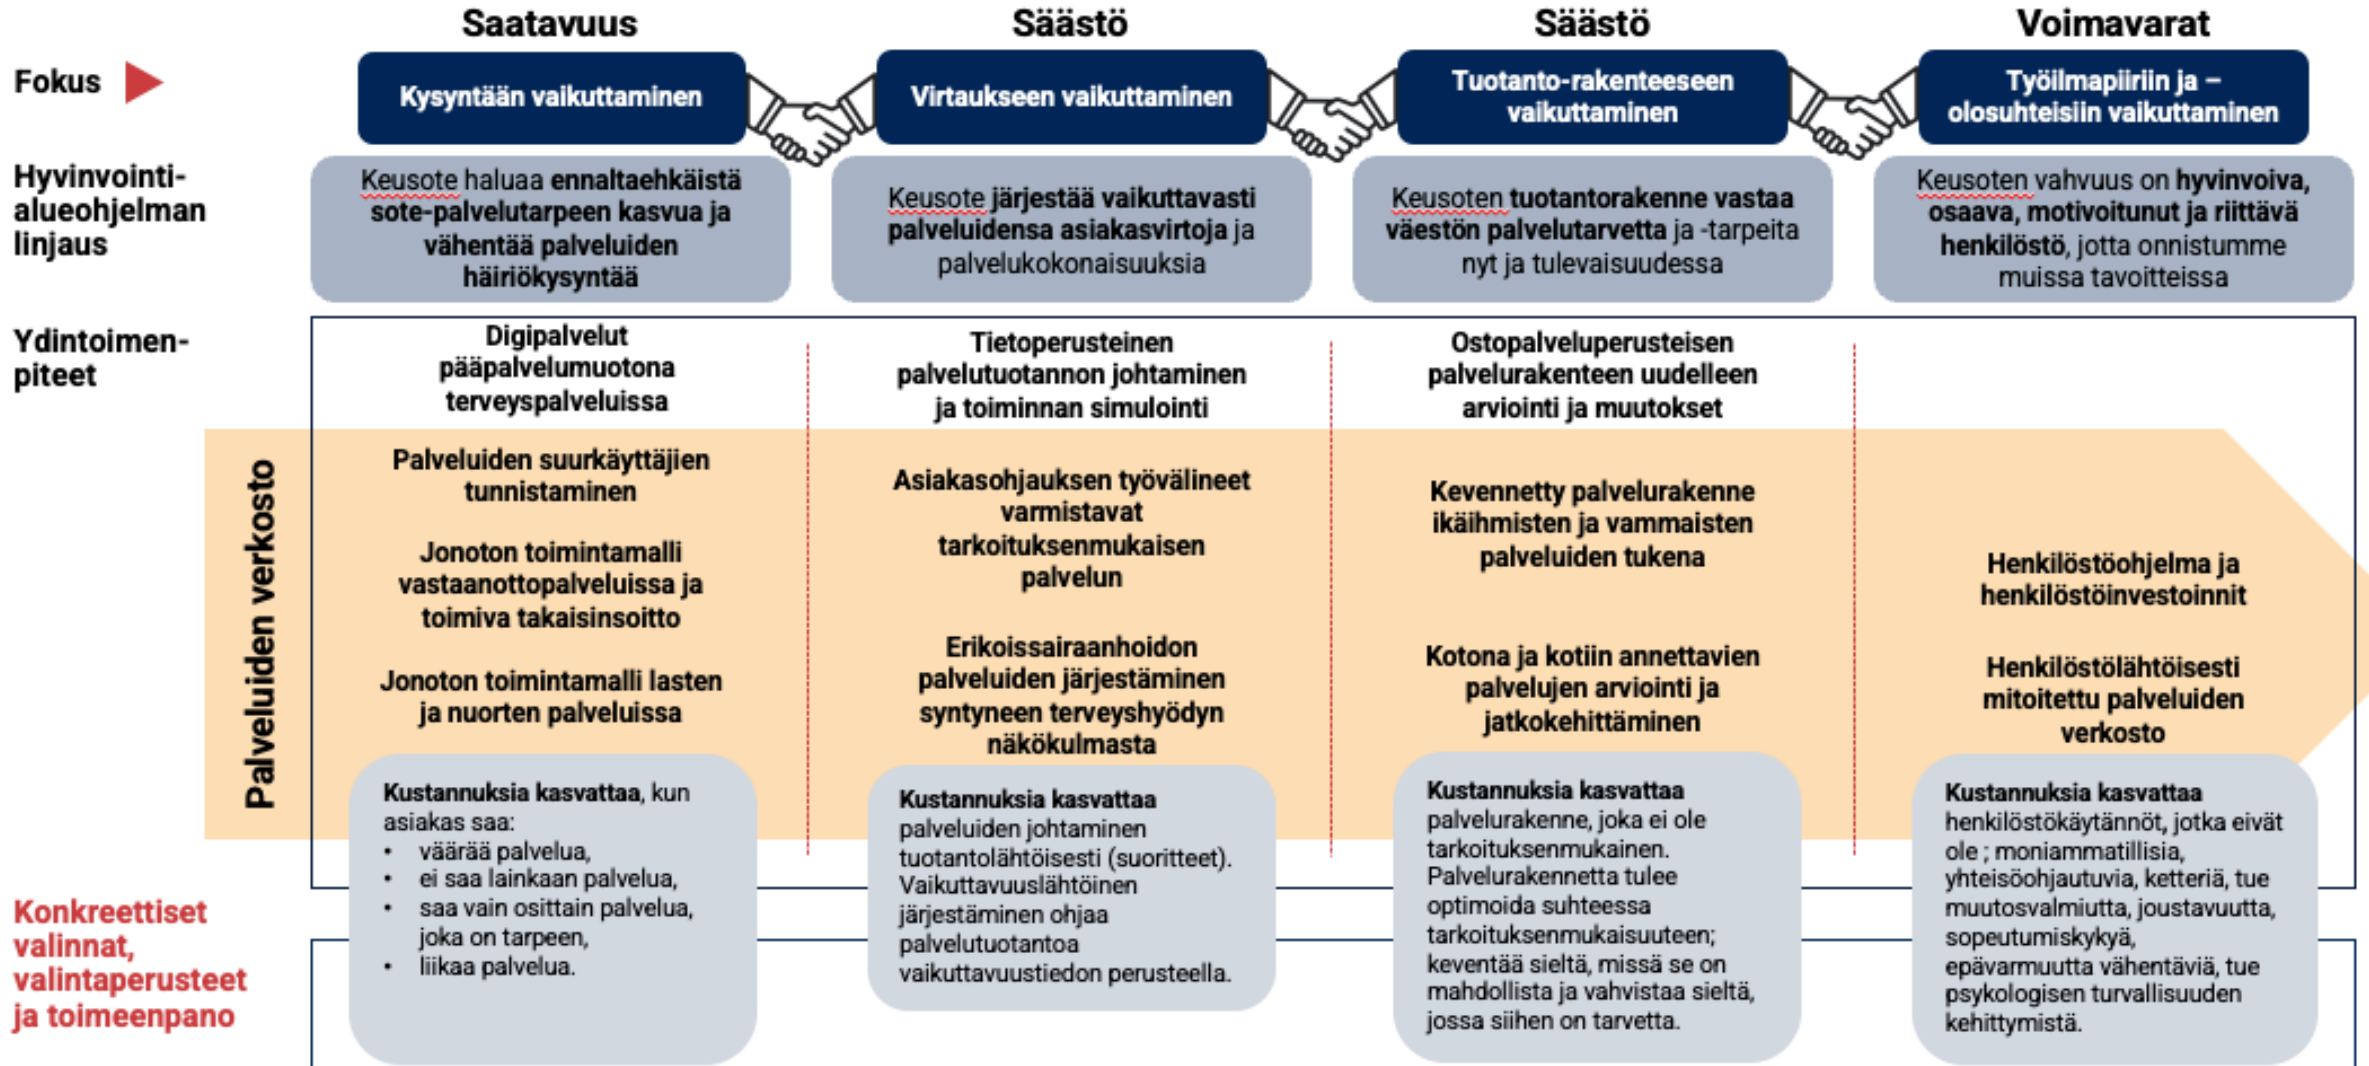 Saatavuus
Säästö
Säästö
Voimavarat
Fokus
Kysyntään vaikuttaminen
Virtaukseen vaikuttaminen
Tuotanto-rakenteeseen
vaikuttaminen
Työilmapiiriin ja –
olosuhteisiin vaikuttaminen
Hyvinvointi-
alueohjelman
linjaus
Keusote haluaa ennaltaehkäistä
sote-palvelutarpeen kasvua ja
vähentää palveluiden
häiriökysyntää
Keusote järjestää vaikuttavasti
palveluidensa asiakasvirtoja ja
palvelukokonaisuuksia
Keusoten tuotantorakenne vastaa
väestön palvelutarvetta ja -tarpeita
nyt ja tulevaisuudessa
Keusoten vahvuus on hyvinvoiva,
osaava, motivoitunut ja riittävä
henkilöstö, jotta onnistumme
muissa tavoitteissa
Ydintoimen-
piteet
Palveluiden verkosto
Digipalvelut
pääpalvelumuotona
terveyspalveluissa
Palveluiden suurkäyttäjien
tunnistaminen
Jonoton toimintamalli
vastaanottopalveluissa ja
toimiva takaisinsoitto
Jonoton toimintamalli lasten
ja nuorten palveluissa
Tietoperusteinen
palvelutuotannon johtaminen
ja toiminnan simulointi
Asiakasohjauksen työvälineet
varmistavat
tarkoituksenmukaisen
palvelun
Erikoissairaanhoidon
palveluiden järjestäminen
syntyneen terveyshyödyn
näkökulmasta
Ostopalveluperusteisen
palvelurakenteen uudelleen
arviointi ja muutokset
Kevennetty palvelurakenne
ikäihmisten ja vammaisten
palveluiden tukena
Kotona ja kotiin annettavien
palvelujen arviointi ja
jatkokehittäminen
Henkilöstöohjelma ja
henkilöstöinvestoinnit
Henkilöstölähtöisesti
mitoitettu palveluiden
verkosto
Konkreettiset
valinnat,
valintaperusteet
ja toimeenpano
Kustannuksia kasvattaa, kun
asiakas saa:
• väärää palvelua,
• ei saa lainkaan palvelua,
• saa vain osittain palvelua,
joka on tarpeen,
• liikaa palvelua.
Kustannuksia kasvattaa
palveluiden johtaminen
tuotantolähtöisesti (suoritteet).
Vaikuttavuuslähtöinen
järjestäminen ohjaa
palvelutuotantoa
vaikuttavuustiedon perusteella.
Kustannuksia kasvattaa
palvelurakenne, joka ei ole
tarkoituksenmukainen.
Palvelurakennetta tulee
optimoida suhteessa
tarkoituksenmukaisuuteen;
keventää sieltä, missä se on
mahdollista ja vahvistaa sieltä,
jossa siihen on tarvetta.
Kustannuksia kasvattaa
henkilöstökäytännöt, jotka eivät
ole ; moniammatillisia,
yhteisöohjautuvia, ketteriä, tue
muutosvalmiutta, joustavuutta,
sopeutumiskykyä,
epävarmuutta vähentäviä, tue
psykologisen turvallisuuden
kehittymistä.